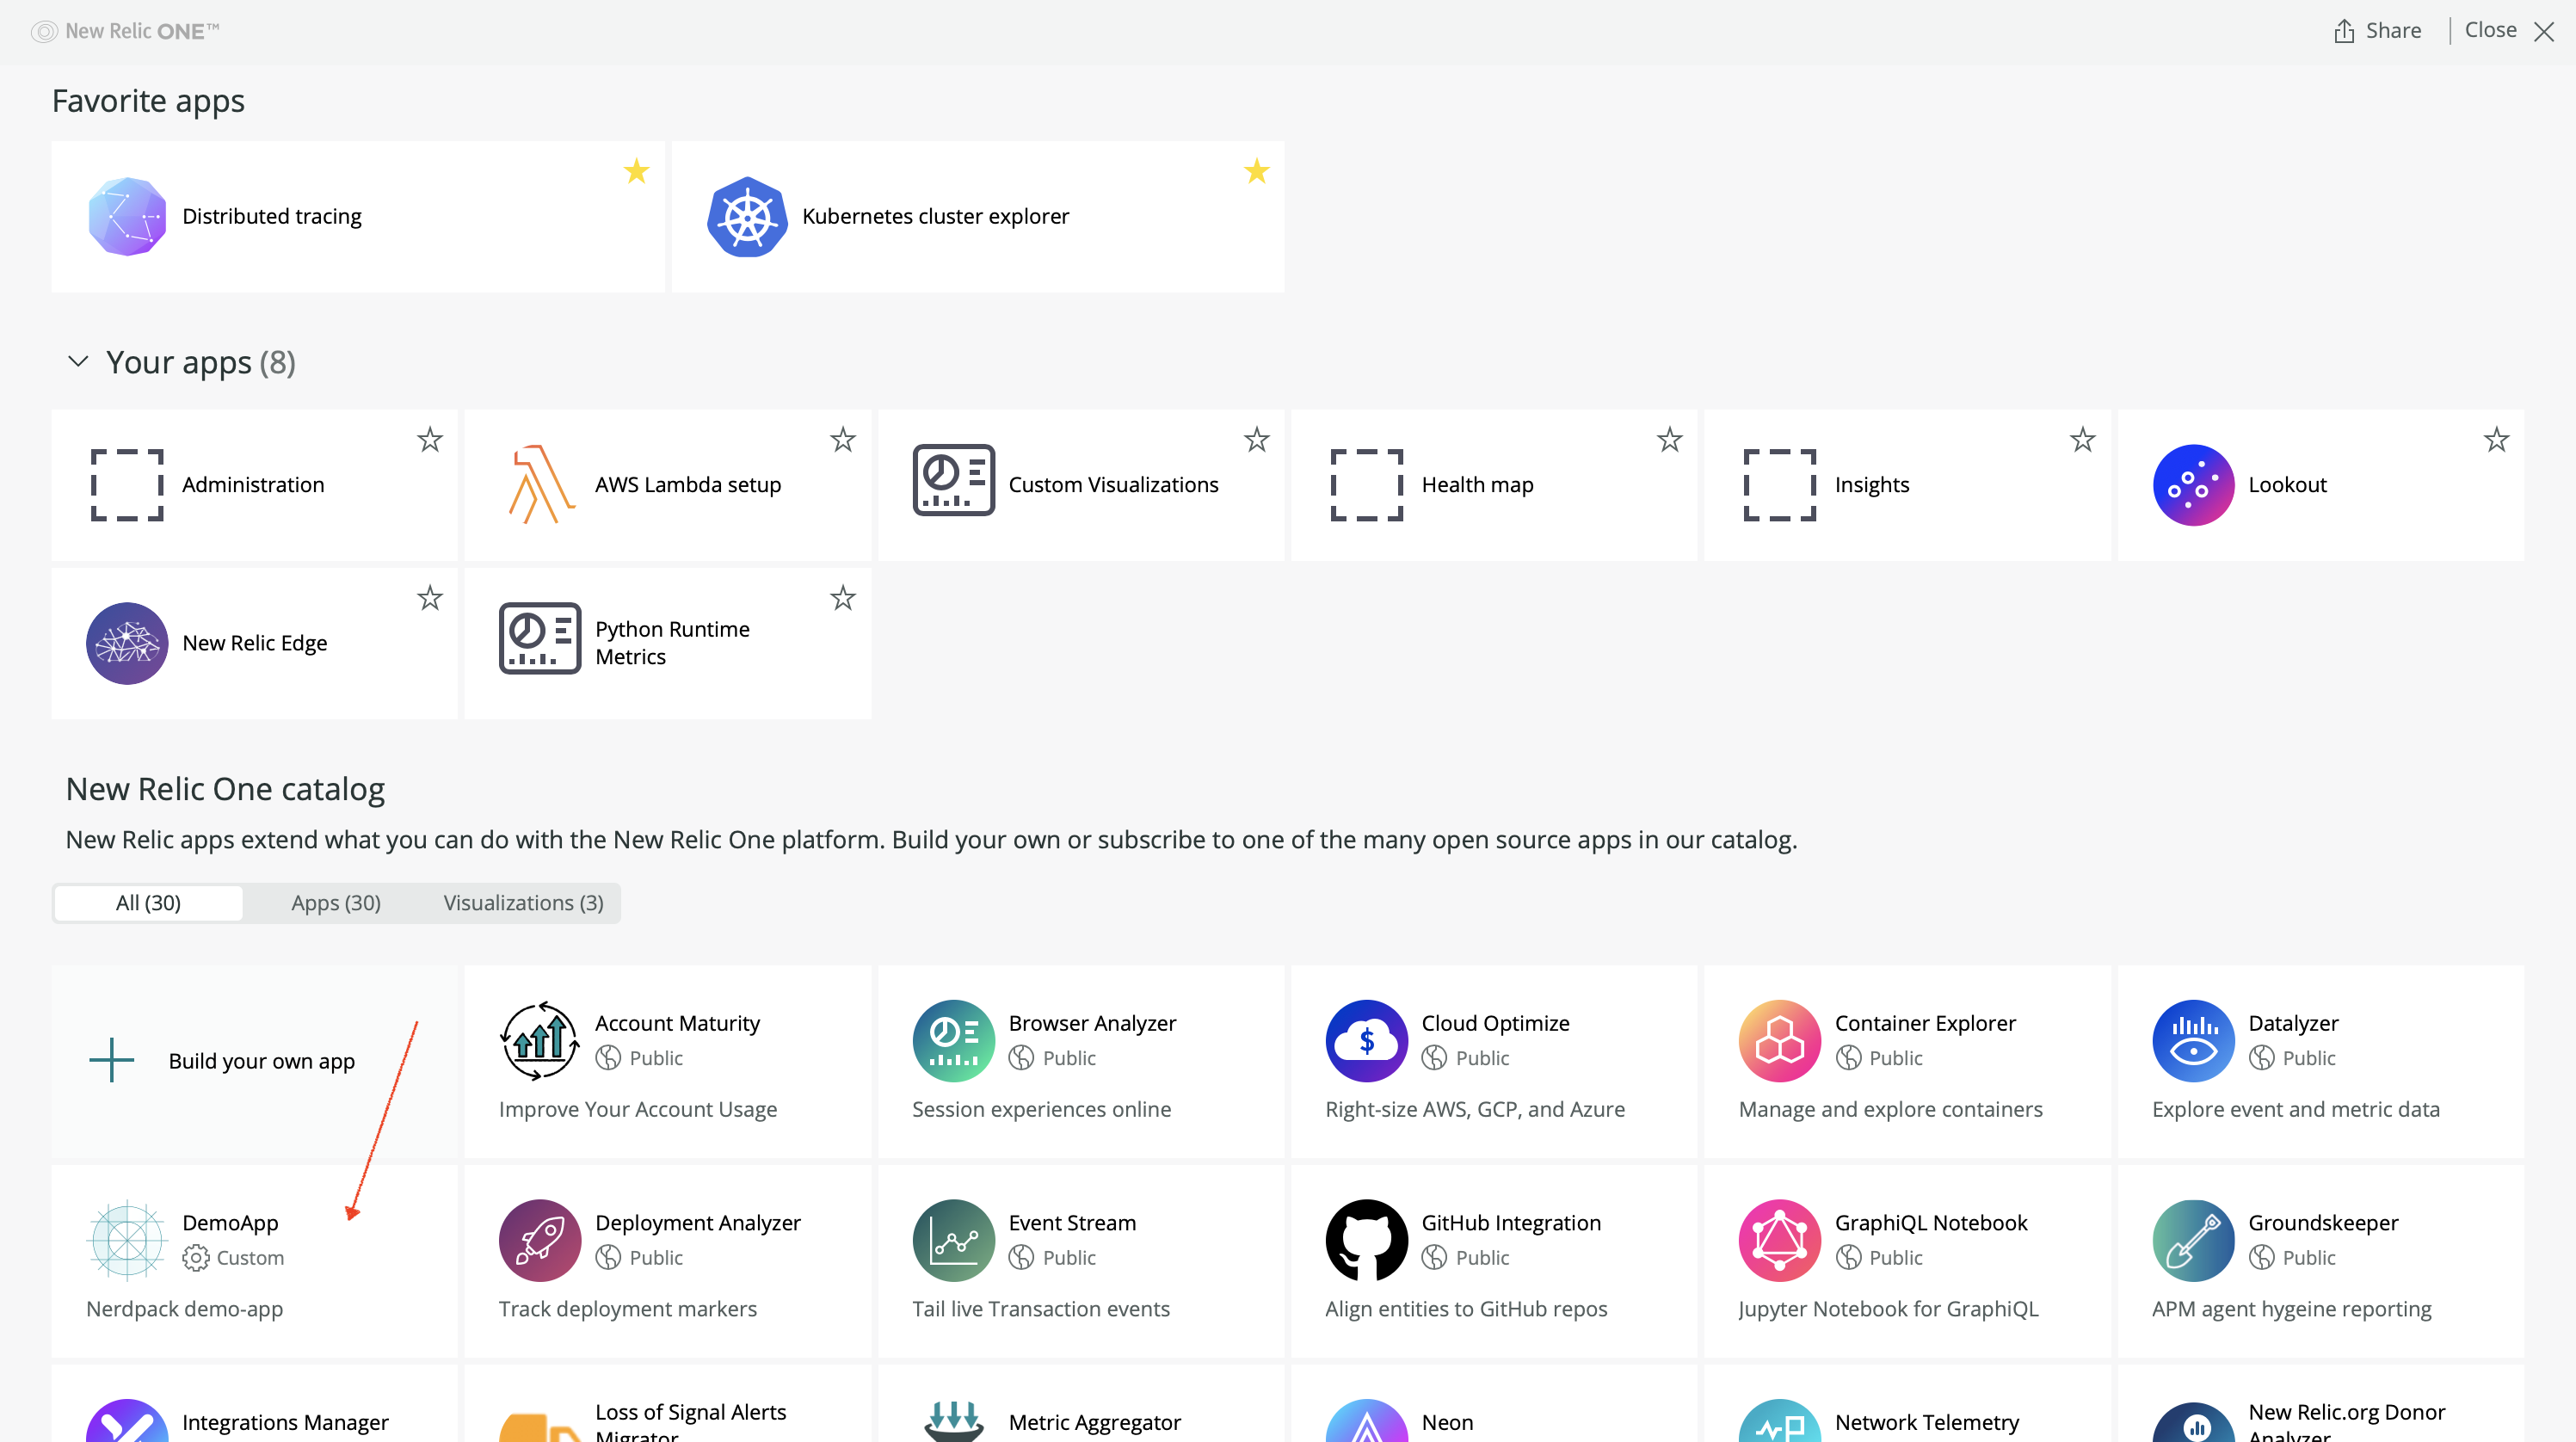 New Relic ONE™
Share
Close
Favorite apps
Distributed tracing
Kubernetes cluster explorer
Your apps (8)
Administration
AWS Lambda setup
Custom Visualizations
Health map
Insights
Lookout
New Relic Edge
Python Runtime
Metrics
New Relic One catalog
New Relic apps extend what you can do with the New Relic One platform. Build your own or subscribe to one of the many open source apps in our catalog.
All (30)
Apps (30)
Visualizations (3)
Build your own app
Account Maturity
Public
Improve Your Account Usage
Browser Analyzer
Public
Session experiences online
Cloud Optimize
Public
Right-size AWS, GCP, and Azure
Container Explorer
Public
Manage and explore containers
Datalyzer
Public
Explore event and metric data
DemoApp
Custom
Nerdpack demo-app
Deployment Analyzer
Public
Track deployment markers
Event Stream
Public
Tail live Transaction events
GitHub Integration
Public
Align entities to GitHub repos
GraphiQL Notebook
Public
Jupyter Notebook for GraphiQL
Groundskeeper
Public
APM agent hygeine reporting
Integrations Manager
Loss of Signal Alerts
Migrator
Metric Aggregator
Neon
Network Telemetry
New Relic.org Donor
Analyzer